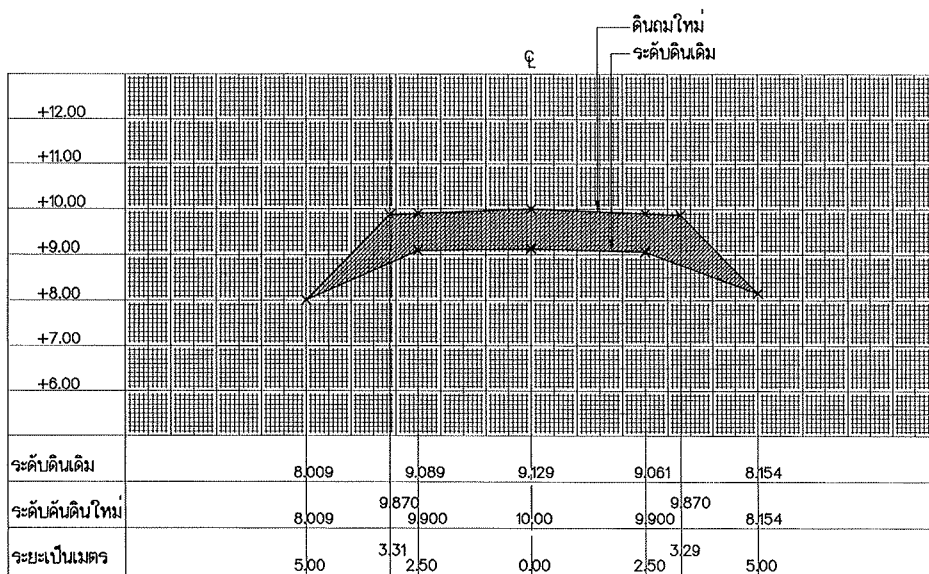 ดินถมใหม่
ระดับดินเดิม
℄
+12.00
+11.00
+10.00
+9.00
+8.00
+7.00
+6.00
ระดับดินเดิม 8.009 9.089 9.129 9.061 8.154
9.870 9.870
ระดับคันดินใหม่ 8.009 9.900 10.00 9.900 8.154
3.31 3.29
ระยะเป็นเมตร 5.00 2.50 0.00 2.50 5.00